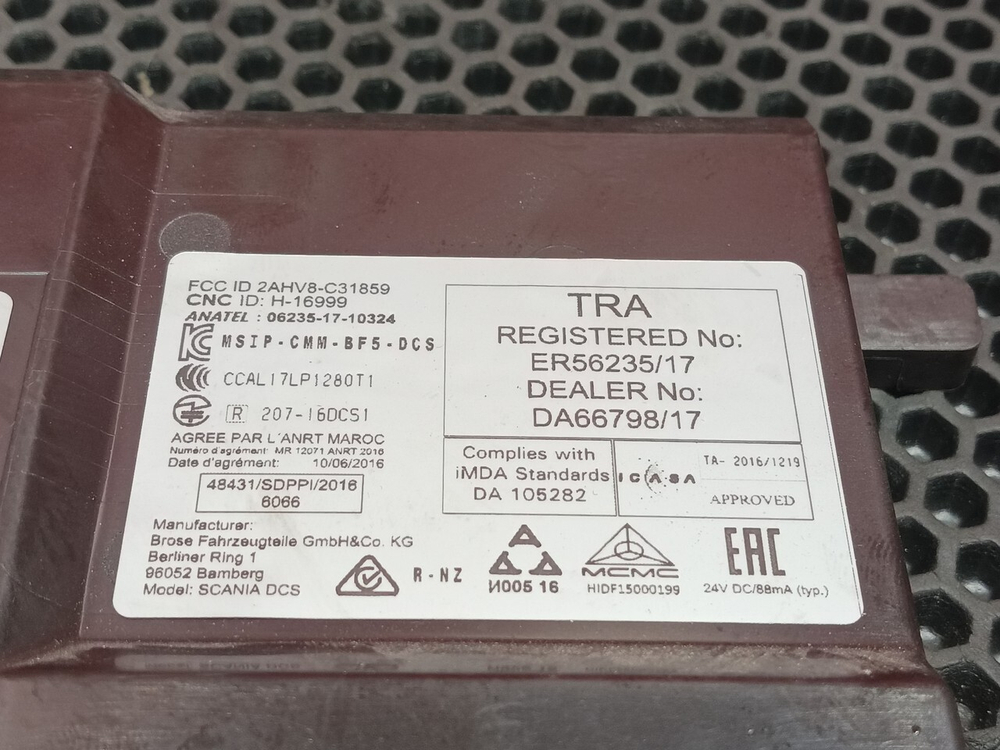 FCC ID 2AHV8-C31859
CNC ID: H-16999
ANATEL: 06235-17-10324
MSIP-CMM-BF5-DCS
CCAL17LP1280T1
R 207-16DCS1
AGREE PAR L'ANRT MAROC
Numéro d'agrément: MR 12071 ANRT 2016
Date d'agrément: 10/06/2016
48431/SDPPI/2016
6066
Manufacturer:
Brose Fahrzeugteile GmbH&Co. KG
Berliner Ring 1
96052 Bamberg
Model: SCANIA DCS
TRA
REGISTERED No:
ER56235/17
DEALER No:
DA66798/17
Complies with
iMDA Standards
DA 105282
ICASA
TA- 2016/1219
APPROVED
R-NZ
И005 16
MCMC
HIDF15000199
EAC
24V DC/88mA (typ.)